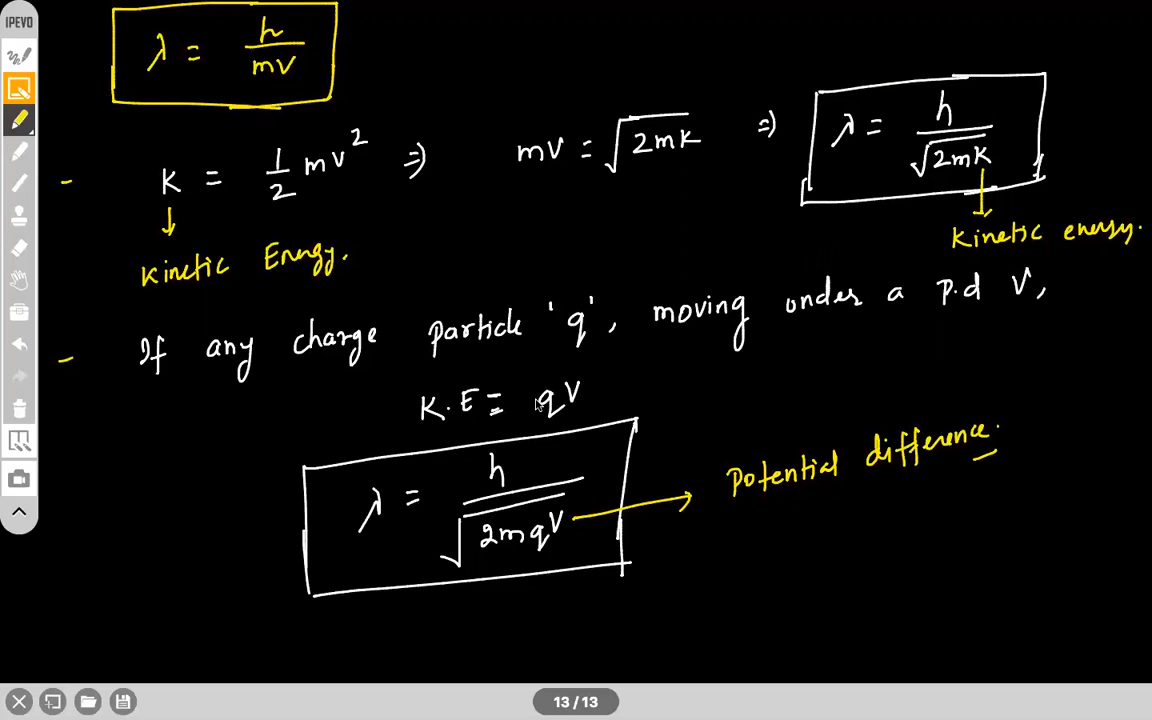 IPEVO
λ = h/mv
- K = 1/2 mv² ⇒ mv = √2mK ⇒ λ = h/√2mK
Kinetic Energy.
Kinetic energy.
- If any charge particle 'q', moving under a p.d V,
K.E = qV
λ = h/√2mqV → Potential difference.
13 / 13